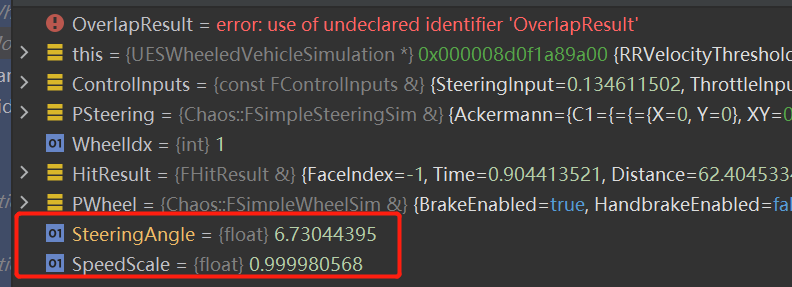 OverlapResult = error: use of undeclared identifier 'OverlapResult'
this = {UESWheeledVehicleSimulation *} 0x000008d0f1a89a00 {RRVelocityThreshold
ControlInputs = {const FControlInputs &} {SteeringInput=0.134611502, ThrottleInpu
PSteering = {Chaos::FSimpleSteeringSim &} {Ackermann={C1={={={X=0, Y=0}, XY=0
01 WheelIdx = {int} 1
HitResult = {FHitResult &} {FaceIndex=-1, Time=0.904413521, Distance=62.4045334
PWheel = {Chaos::FSimpleWheelSim &} {BrakeEnabled=true, HandbrakeEnabled=fal
01 SteeringAngle = {float} 6.73044395
01 SpeedScale = {float} 0.999980568